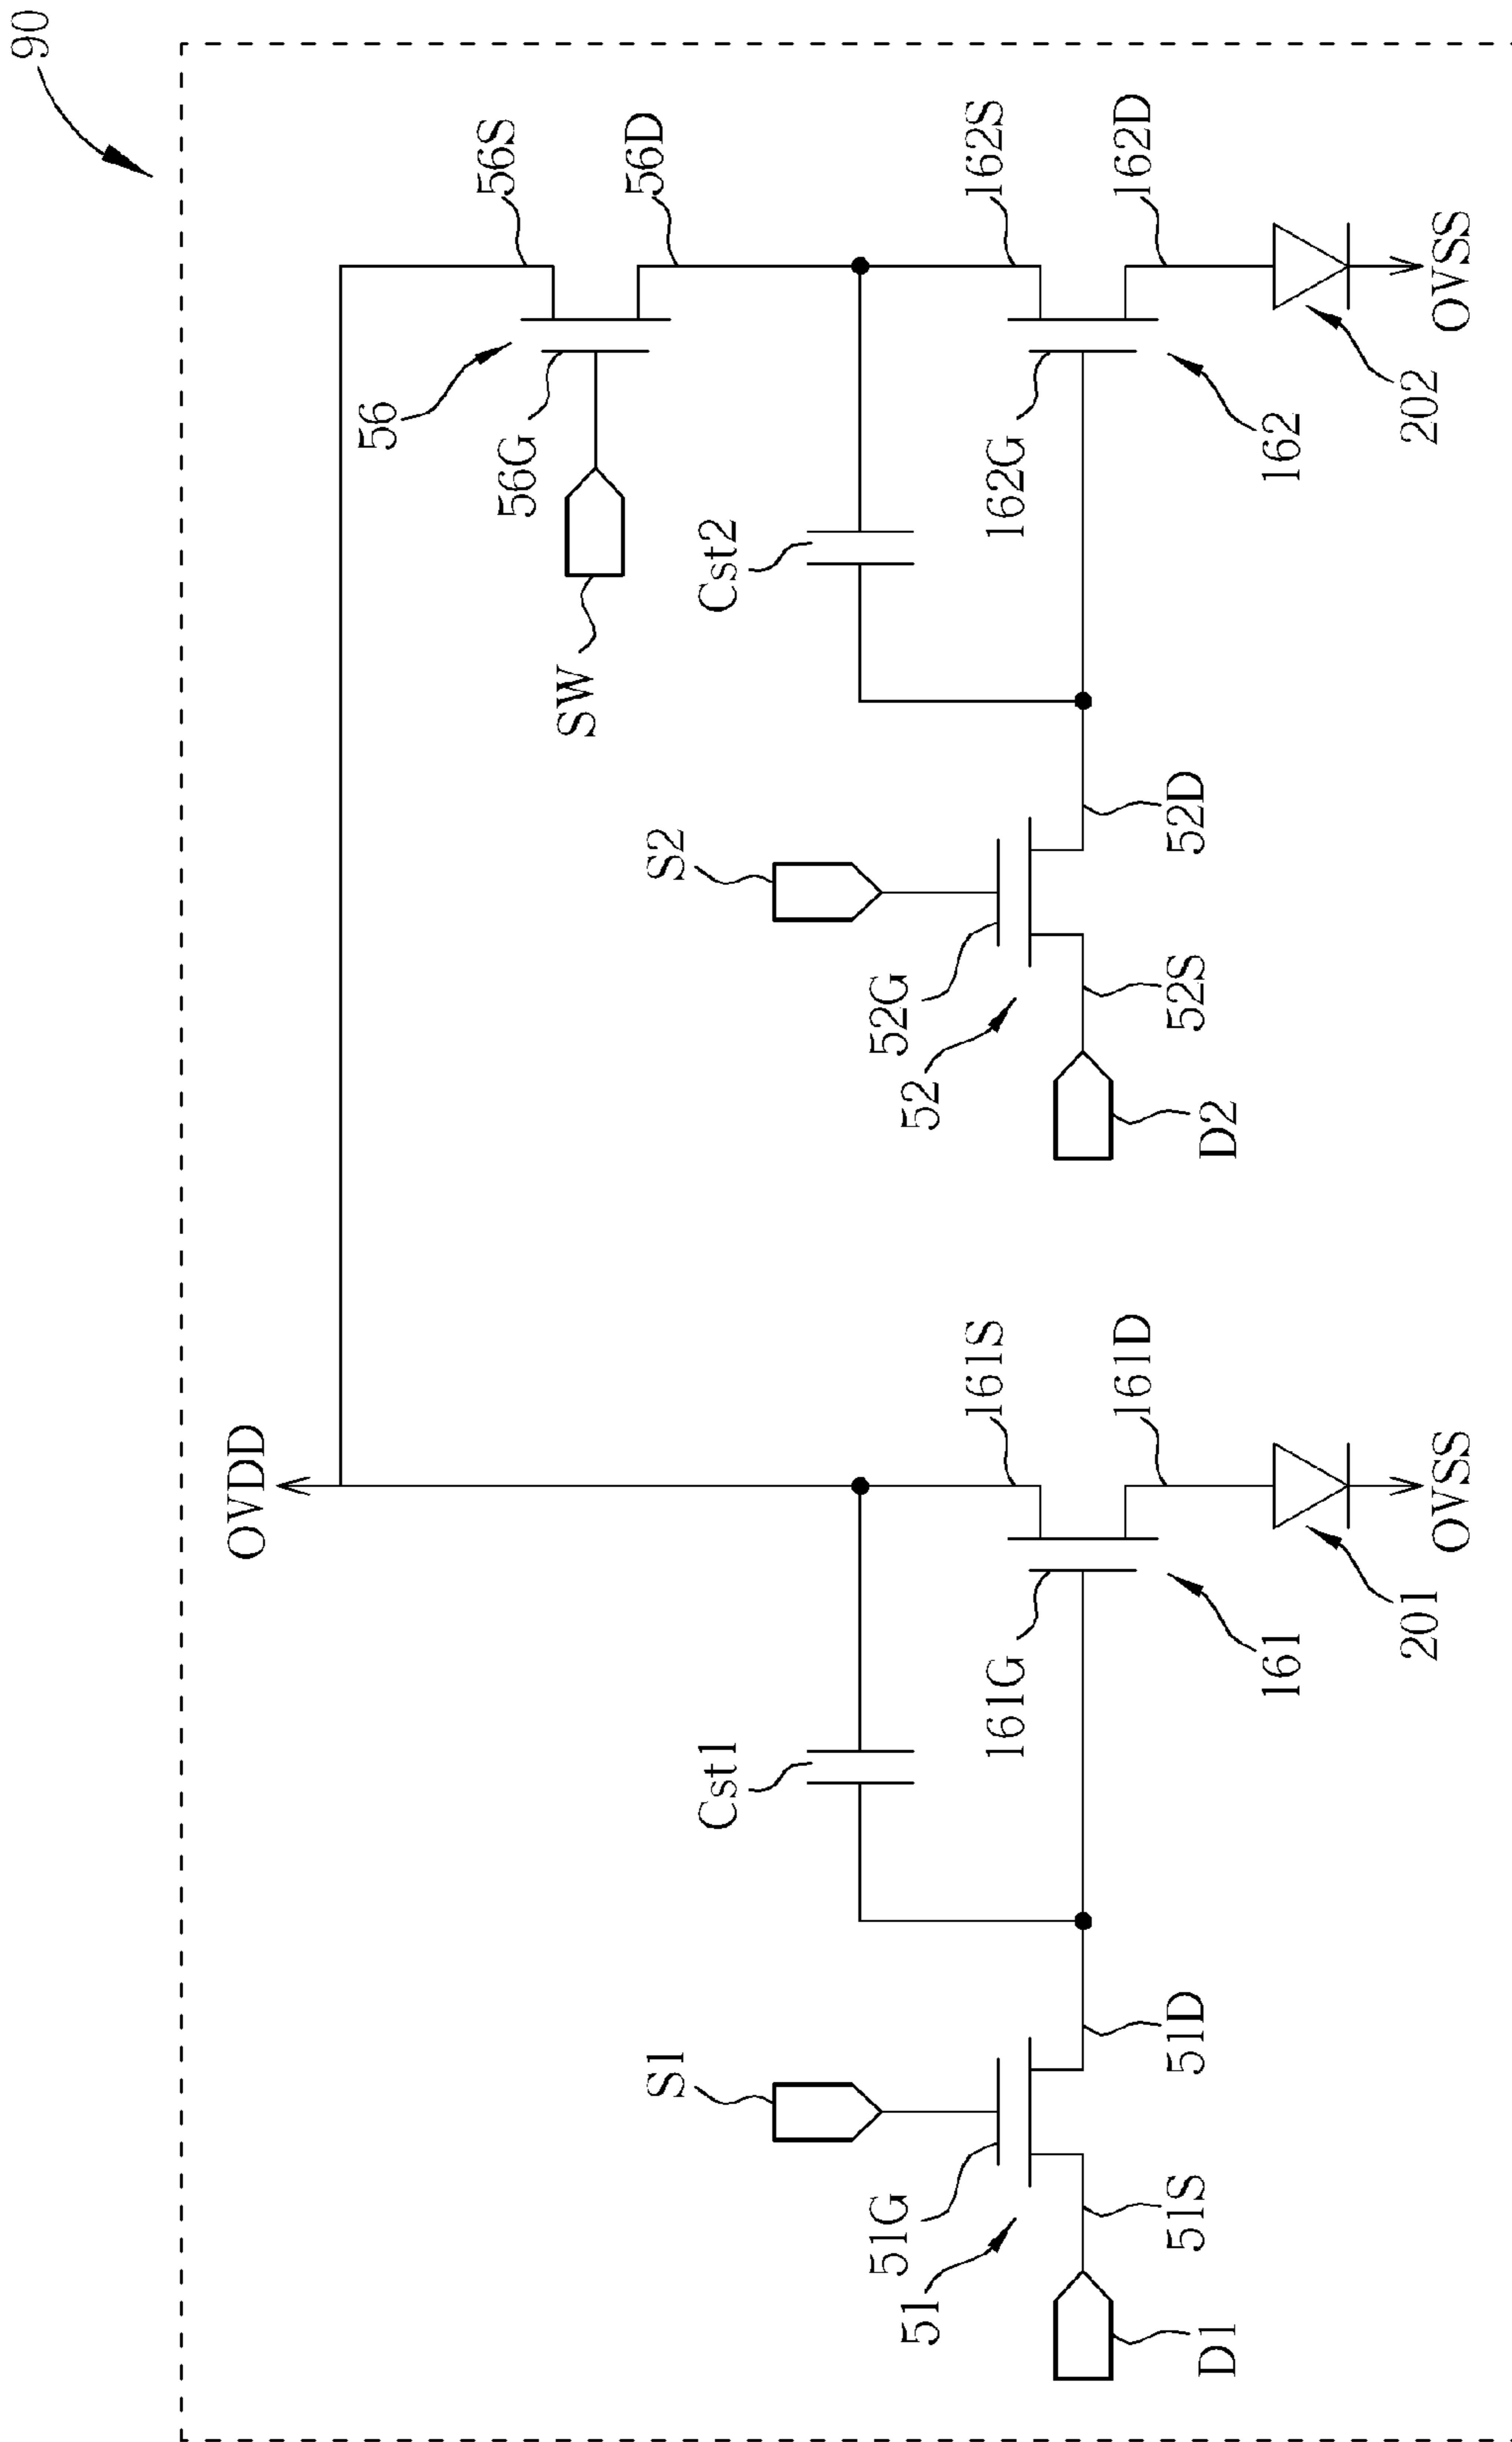 90
OVDD
56S
56
56G
56D
SW
S1
Cst1
S2
Cst2
51G
51
161S
161G
52G
52
162S
162G
51S
51D
161D
52S
52D
162D
D1
161
D2
162
201
202
OVSS
OVSS